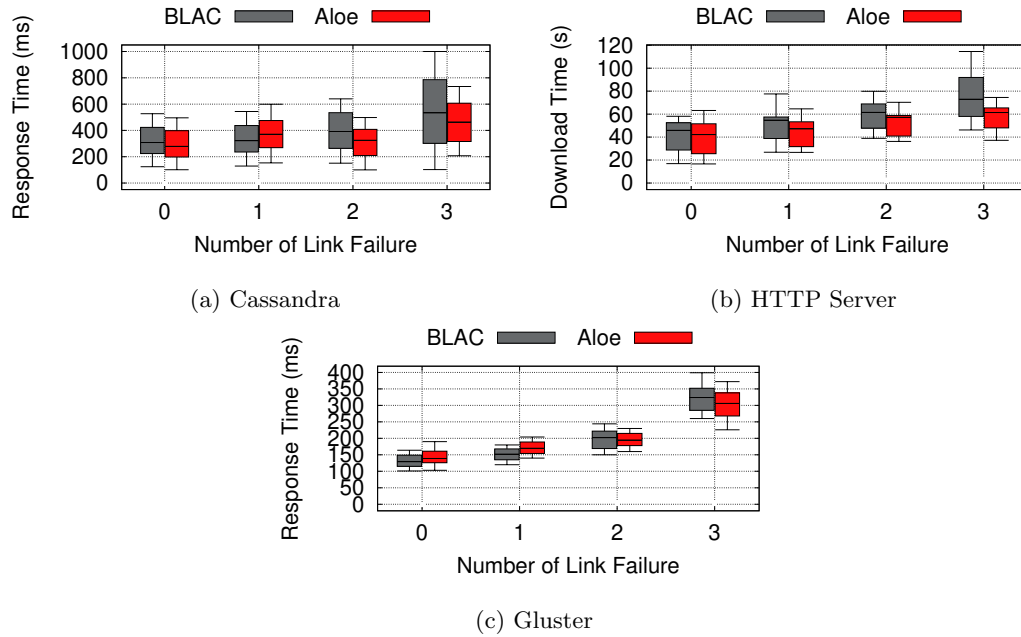 BLAC Aloe
Response Time (ms)
1000
800
600
400
200
0
0 1 2 3
Number of Link Failure
(a) Cassandra
BLAC Aloe
Download Time (s)
120
100
80
60
40
20
0
0 1 2 3
Number of Link Failure
(b) HTTP Server
BLAC Aloe
Response Time (ms)
400
350
300
250
200
150
100
50
0
0 1 2 3
Number of Link Failure
(c) Gluster